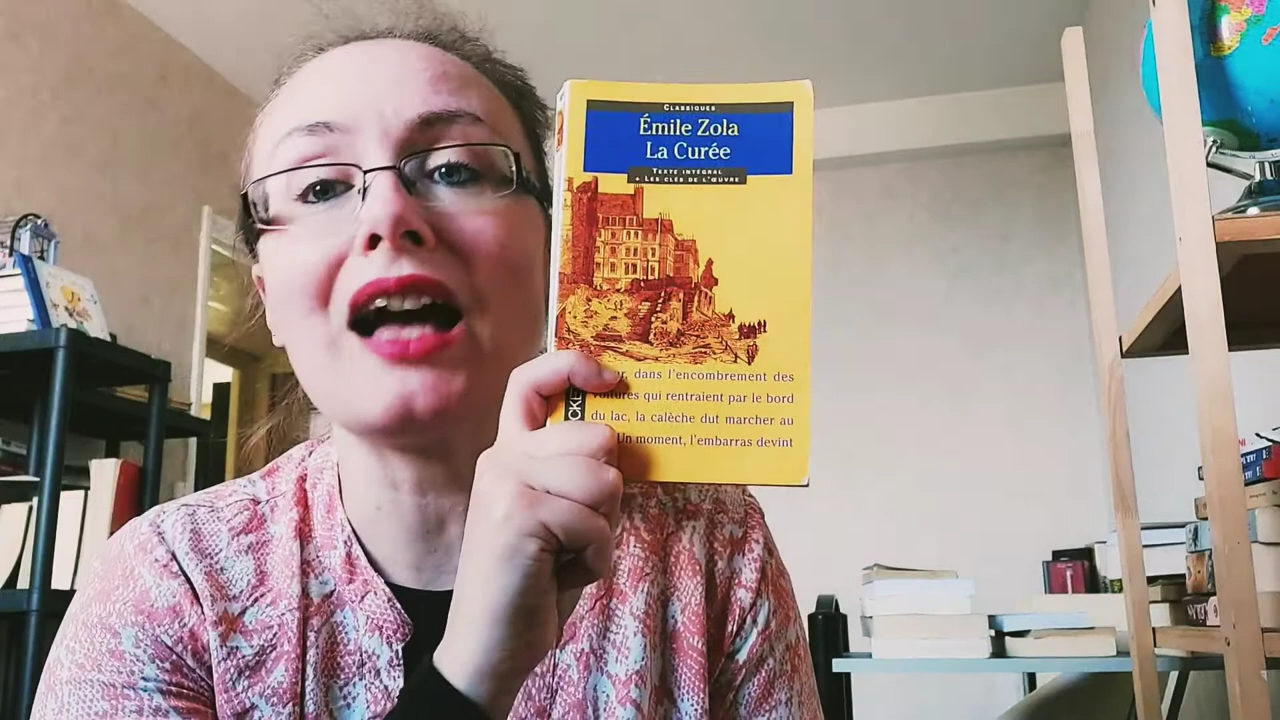 CLASSIQUES
Émile Zola
La Curée
TEXTE INTÉGRAL
+ LES CLÉS DE L'ŒUVRE
dans l'encombrement des
voitures qui rentraient par le bord
du lac, la calèche dut marcher au
Un moment, l'embarras devint